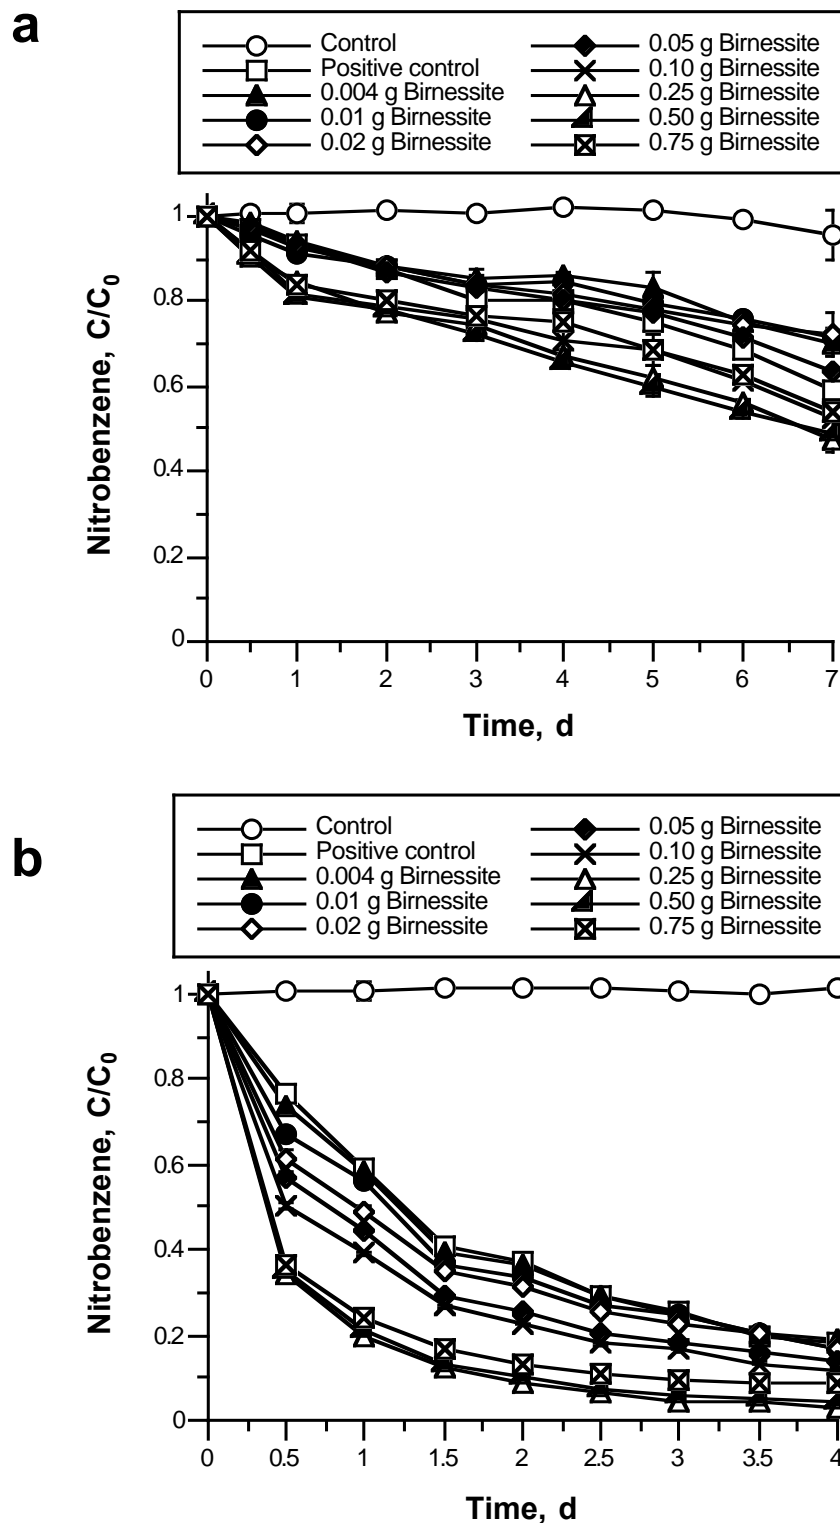 a
Control
Positive control
0.004 g Birnessite
0.01 g Birnessite
0.02 g Birnessite
0.05 g Birnessite
0.10 g Birnessite
0.25 g Birnessite
0.50 g Birnessite
0.75 g Birnessite
Nitrobenzene, C/C0
1
0.8
0.6
0.4
0.2
0
0 1 2 3 4 5 6 7
Time, d
b
Control
Positive control
0.004 g Birnessite
0.01 g Birnessite
0.02 g Birnessite
0.05 g Birnessite
0.10 g Birnessite
0.25 g Birnessite
0.50 g Birnessite
0.75 g Birnessite
Nitrobenzene, C/C0
1
0.8
0.6
0.4
0.2
0
0 0.5 1 1.5 2 2.5 3 3.5 4
Time, d